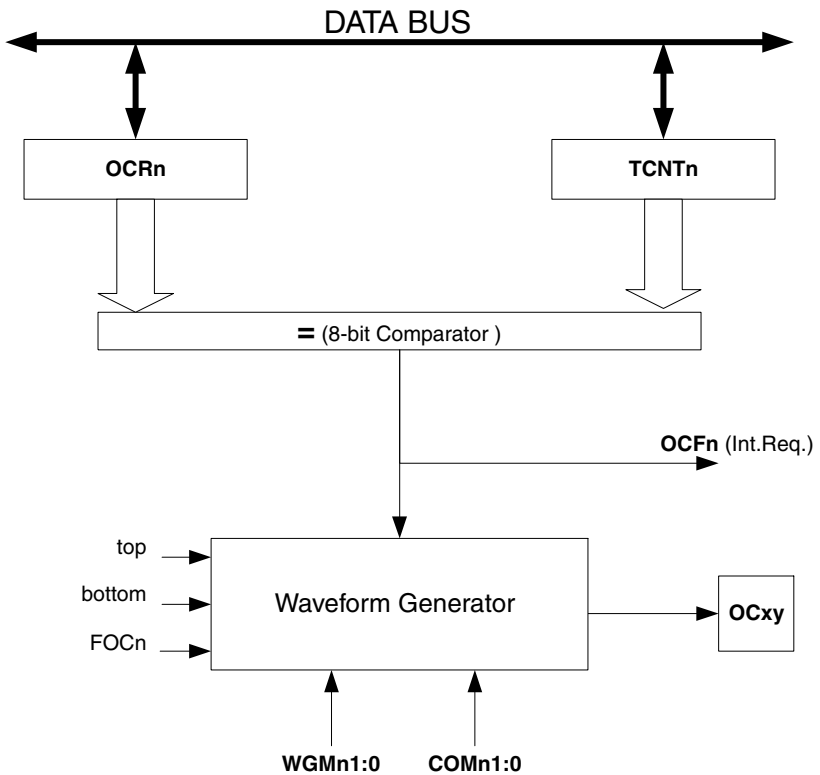 DATA BUS
OCRn
TCNTn
= (8-bit Comparator )
OCFn (Int.Req.)
top
bottom
FOCn
Waveform Generator
OCxy
WGMn1:0
COMn1:0